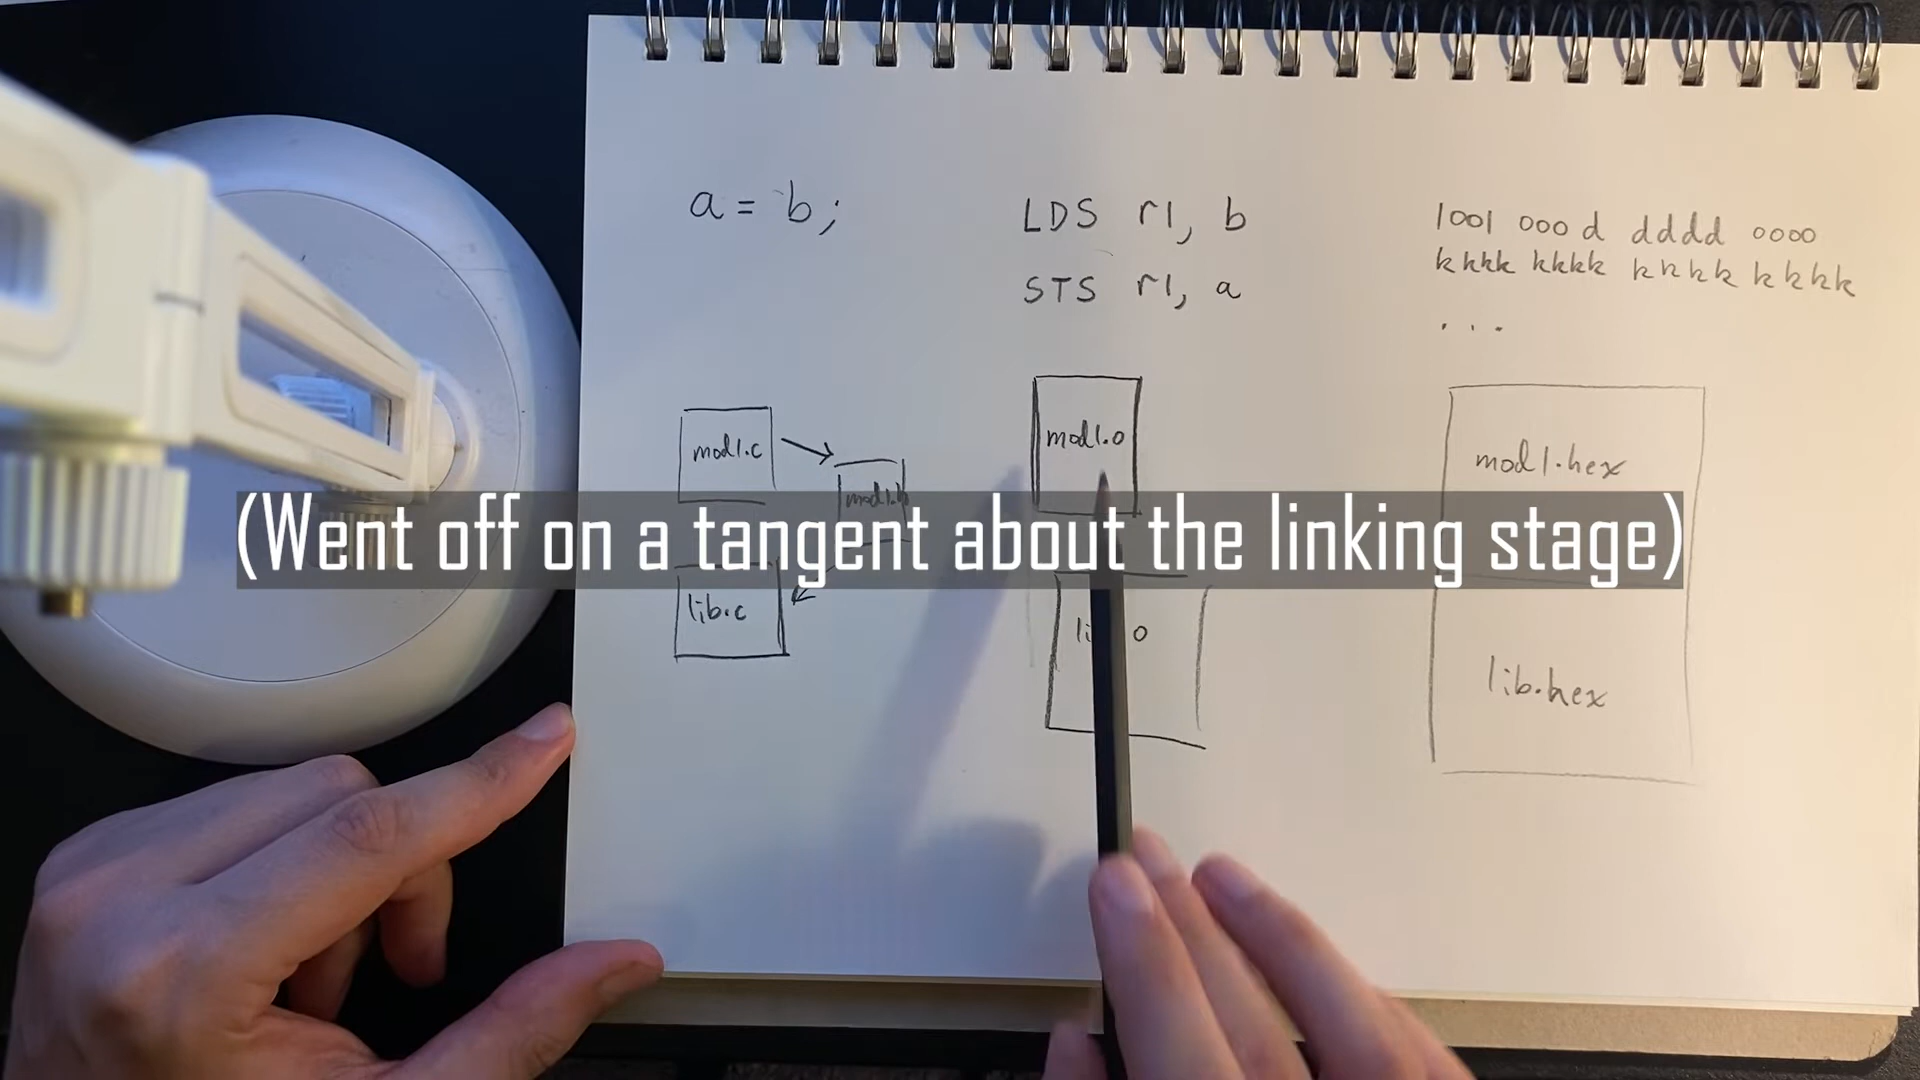 a = b;
LDS r1, b
STS r1, a
1001 000d dddd 0000
kkkk kkkk kkkk kkkk
...
mod1.c
mod1.h
lib.c
mod1.o
mod1.hex
lib.hex
(Went off on a tangent about the linking stage)